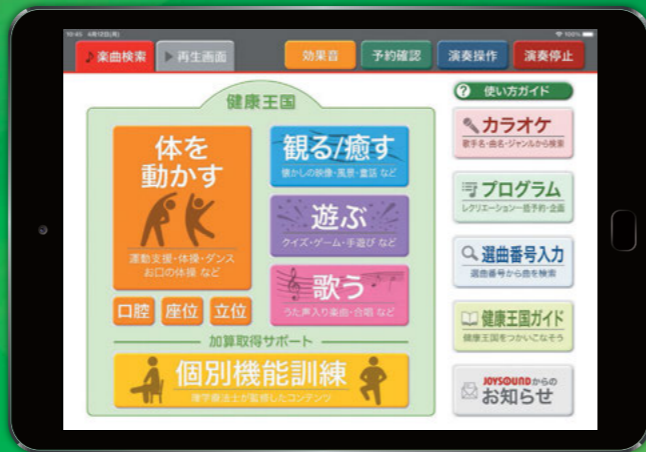 10:45 4月12日(月)
100%
楽曲検索
再生画面
効果音
予約確認
演奏操作
演奏停止
健康王国
体を
動かす
運動支援・体操・ダンス
お口の体操 など
口腔
座位
立位
観る/癒す
懐かしの映像・風景・童話 など
遊ぶ
クイズ・ゲーム・手遊び など
歌う
うた声入り楽曲・合唱 など
加算取得サポート
個別機能訓練
理学療法士が監修したコンテンツ
? 使い方ガイド
カラオケ
歌手名・曲名・ジャンルから検索
プログラム
レクリエーション一括予約・企画
選曲番号入力
選曲番号から曲を検索
健康王国ガイド
健康王国をつかいこなそう
JOYSOUNDからの
お知らせ